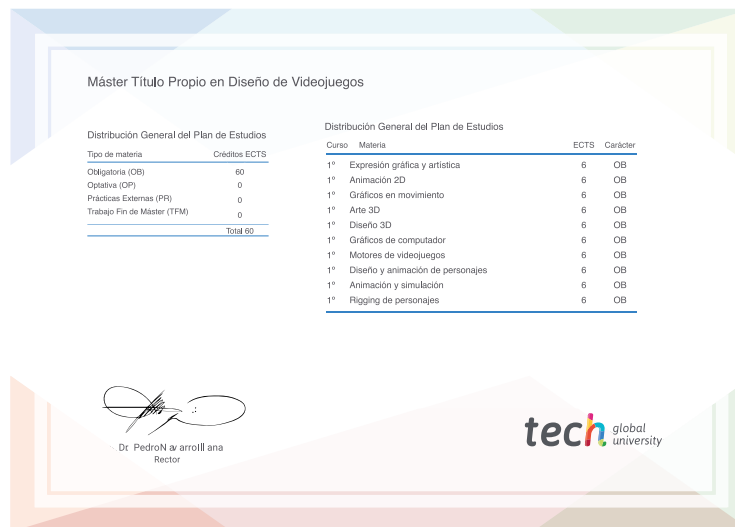 Máster Título Propio en Diseño de Videojuegos
Distribución General del Plan de Estudios
Tipo de materia Créditos ECTS
Obligatoria (OB) 60
Optativa (OP) 0
Prácticas Externas (PR) 0
Trabajo Fin de Máster (TFM) 0
Total 60
Distribución General del Plan de Estudios
Curso Materia ECTS Carácter
1º Expresión gráfica y artística 6 OB
1º Animación 2D 6 OB
1º Gráficos en movimiento 6 OB
1º Arte 3D 6 OB
1º Diseño 3D 6 OB
1º Gráficos de computador 6 OB
1º Motores de videojuegos 6 OB
1º Diseño y animación de personajes 6 OB
1º Animación y simulación 6 OB
1º Rigging de personajes 6 OB
Dr. PedroN av arroIll ana
Rector
tech global
university